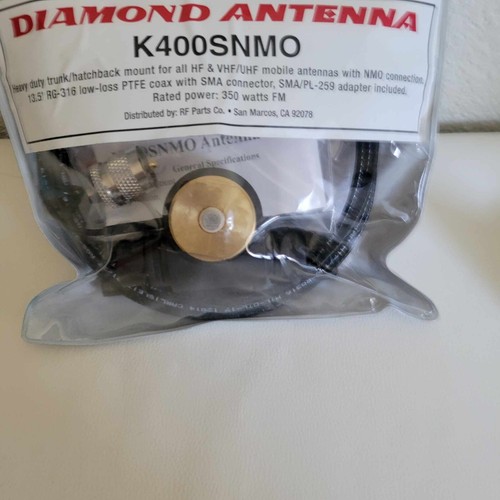 DIAMOND ANTENNA
K400SNMO
Heavy duty trunk/hatchback mount for all HF & VHF/UHF mobile antennas with NMO connection.
13.5' RG-316 low-loss PTFE coax with SMA connector, SMA/PL-259 adapter included.
Rated power: 350 watts FM
Distributed by: RF Parts Co. • San Marcos, CA 92078
General Specifications